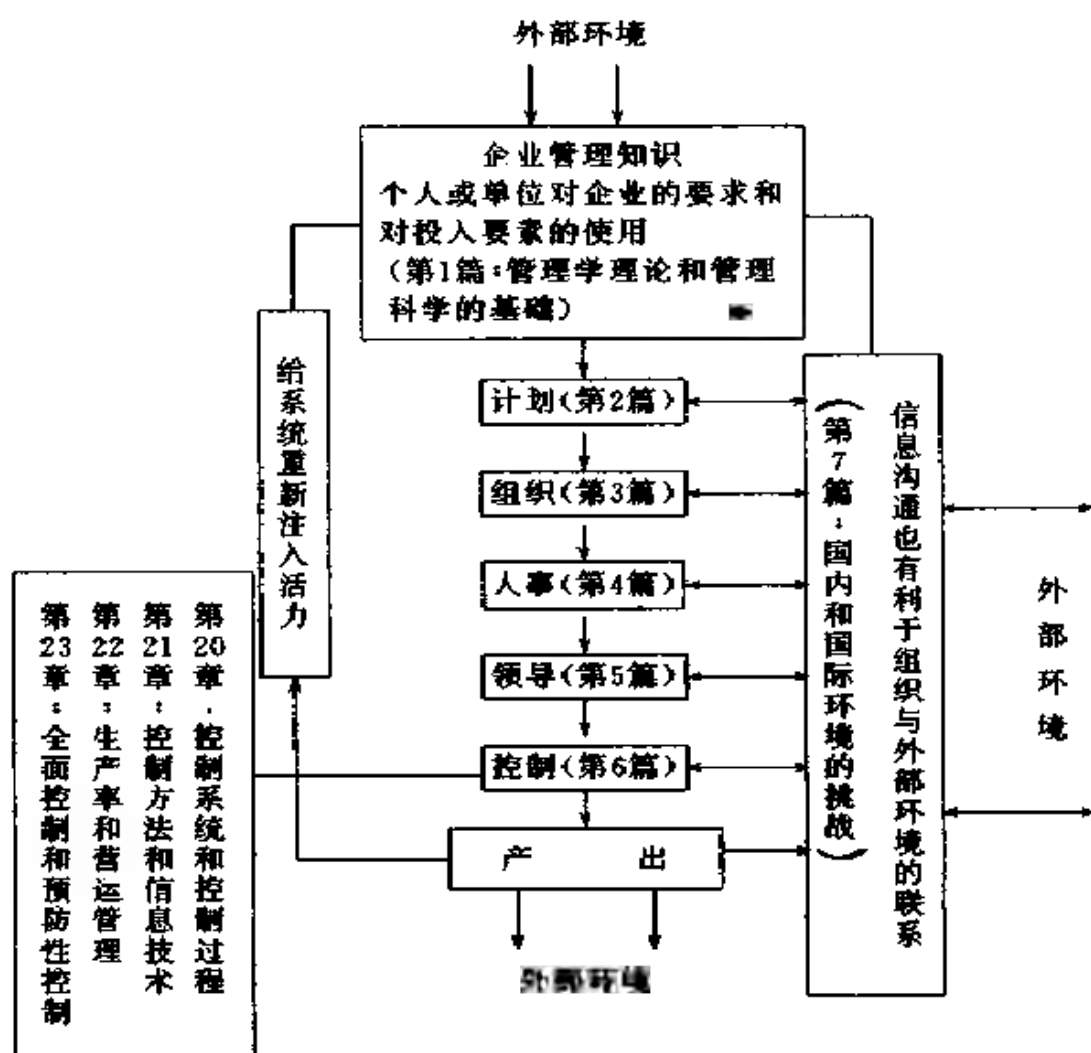 外部环境
企业管理知识
个人或单位对企业的要求和
对投入要素的使用
(第1篇:管理学理论和管理
科学的基础)
给系统重新注入活力
计划(第2篇)
组织(第3篇)
人事(第4篇)
领导(第5篇)
控制(第6篇)
产 出
外部环境
信息沟通也有利于组织与外部环境的联系
(第7篇:国内和国际环境的挑战)
外部环境
第20章.控制系统和控制过程
第21章:控制方法和信息技术
第22章:生产率和营运管理
第23章:全面控制和预防性控制